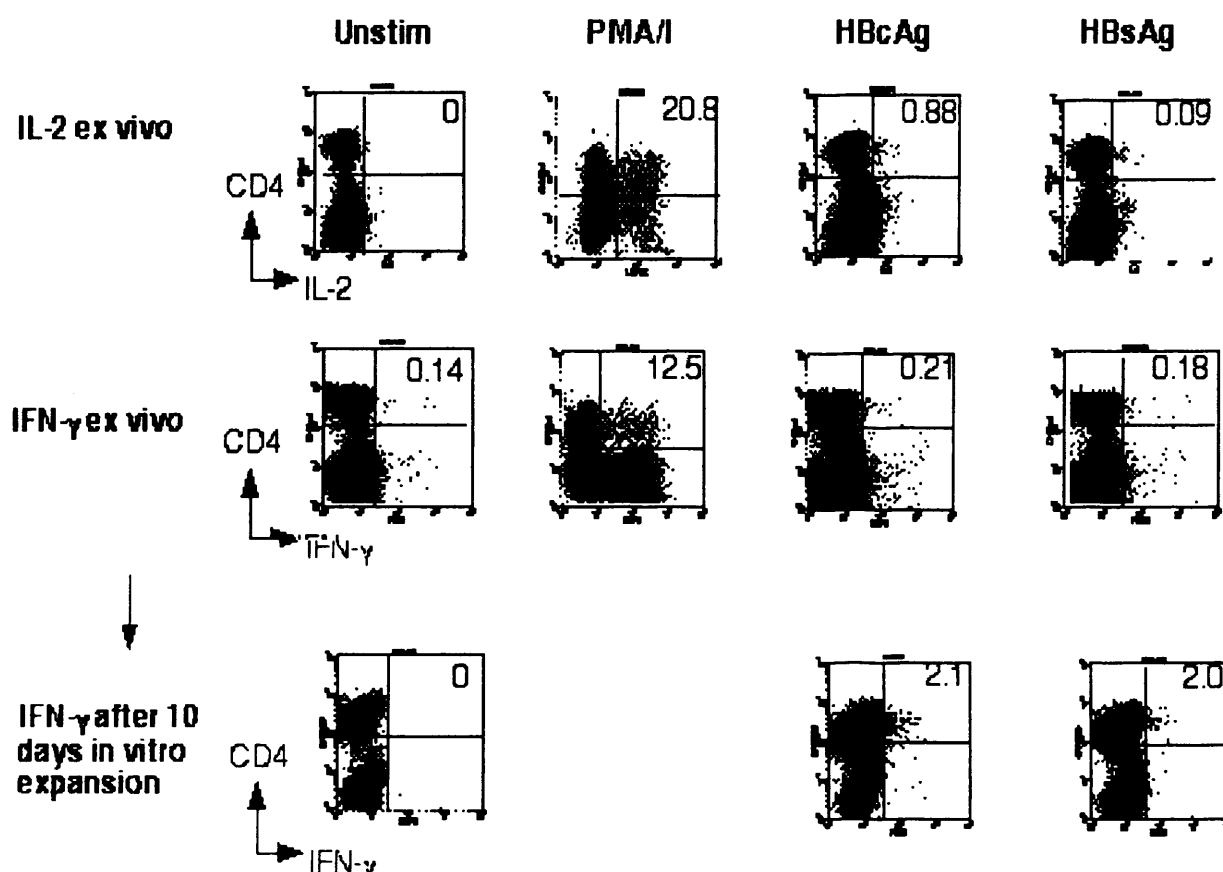 Unstim PMA/I HBcAg HBsAg
IL-2 ex vivo
0 20.8 0.88 0.09
CD4
IL-2
IFN-γ ex vivo
0.14 12.5 0.21 0.18
CD4
IFN-γ
IFN-γ after 10
days in vitro
expansion
0 2.1 2.0
CD4
IFN-γ